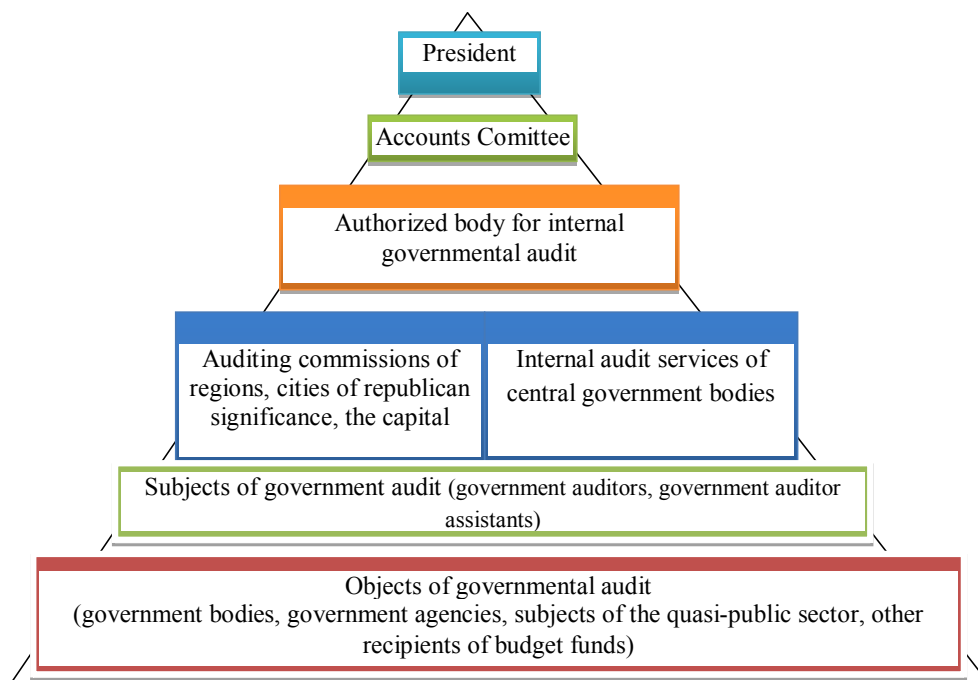 President
Accounts Comittee
Authorized body for internal
governmental audit
Auditing commissions of
regions, cities of republican
significance, the capital
Internal audit services of
central government bodies
Subjects of government audit (government auditors, government auditor
assistants)
Objects of governmental audit
(government bodies, government agencies, subjects of the quasi-public sector, other
recipients of budget funds)